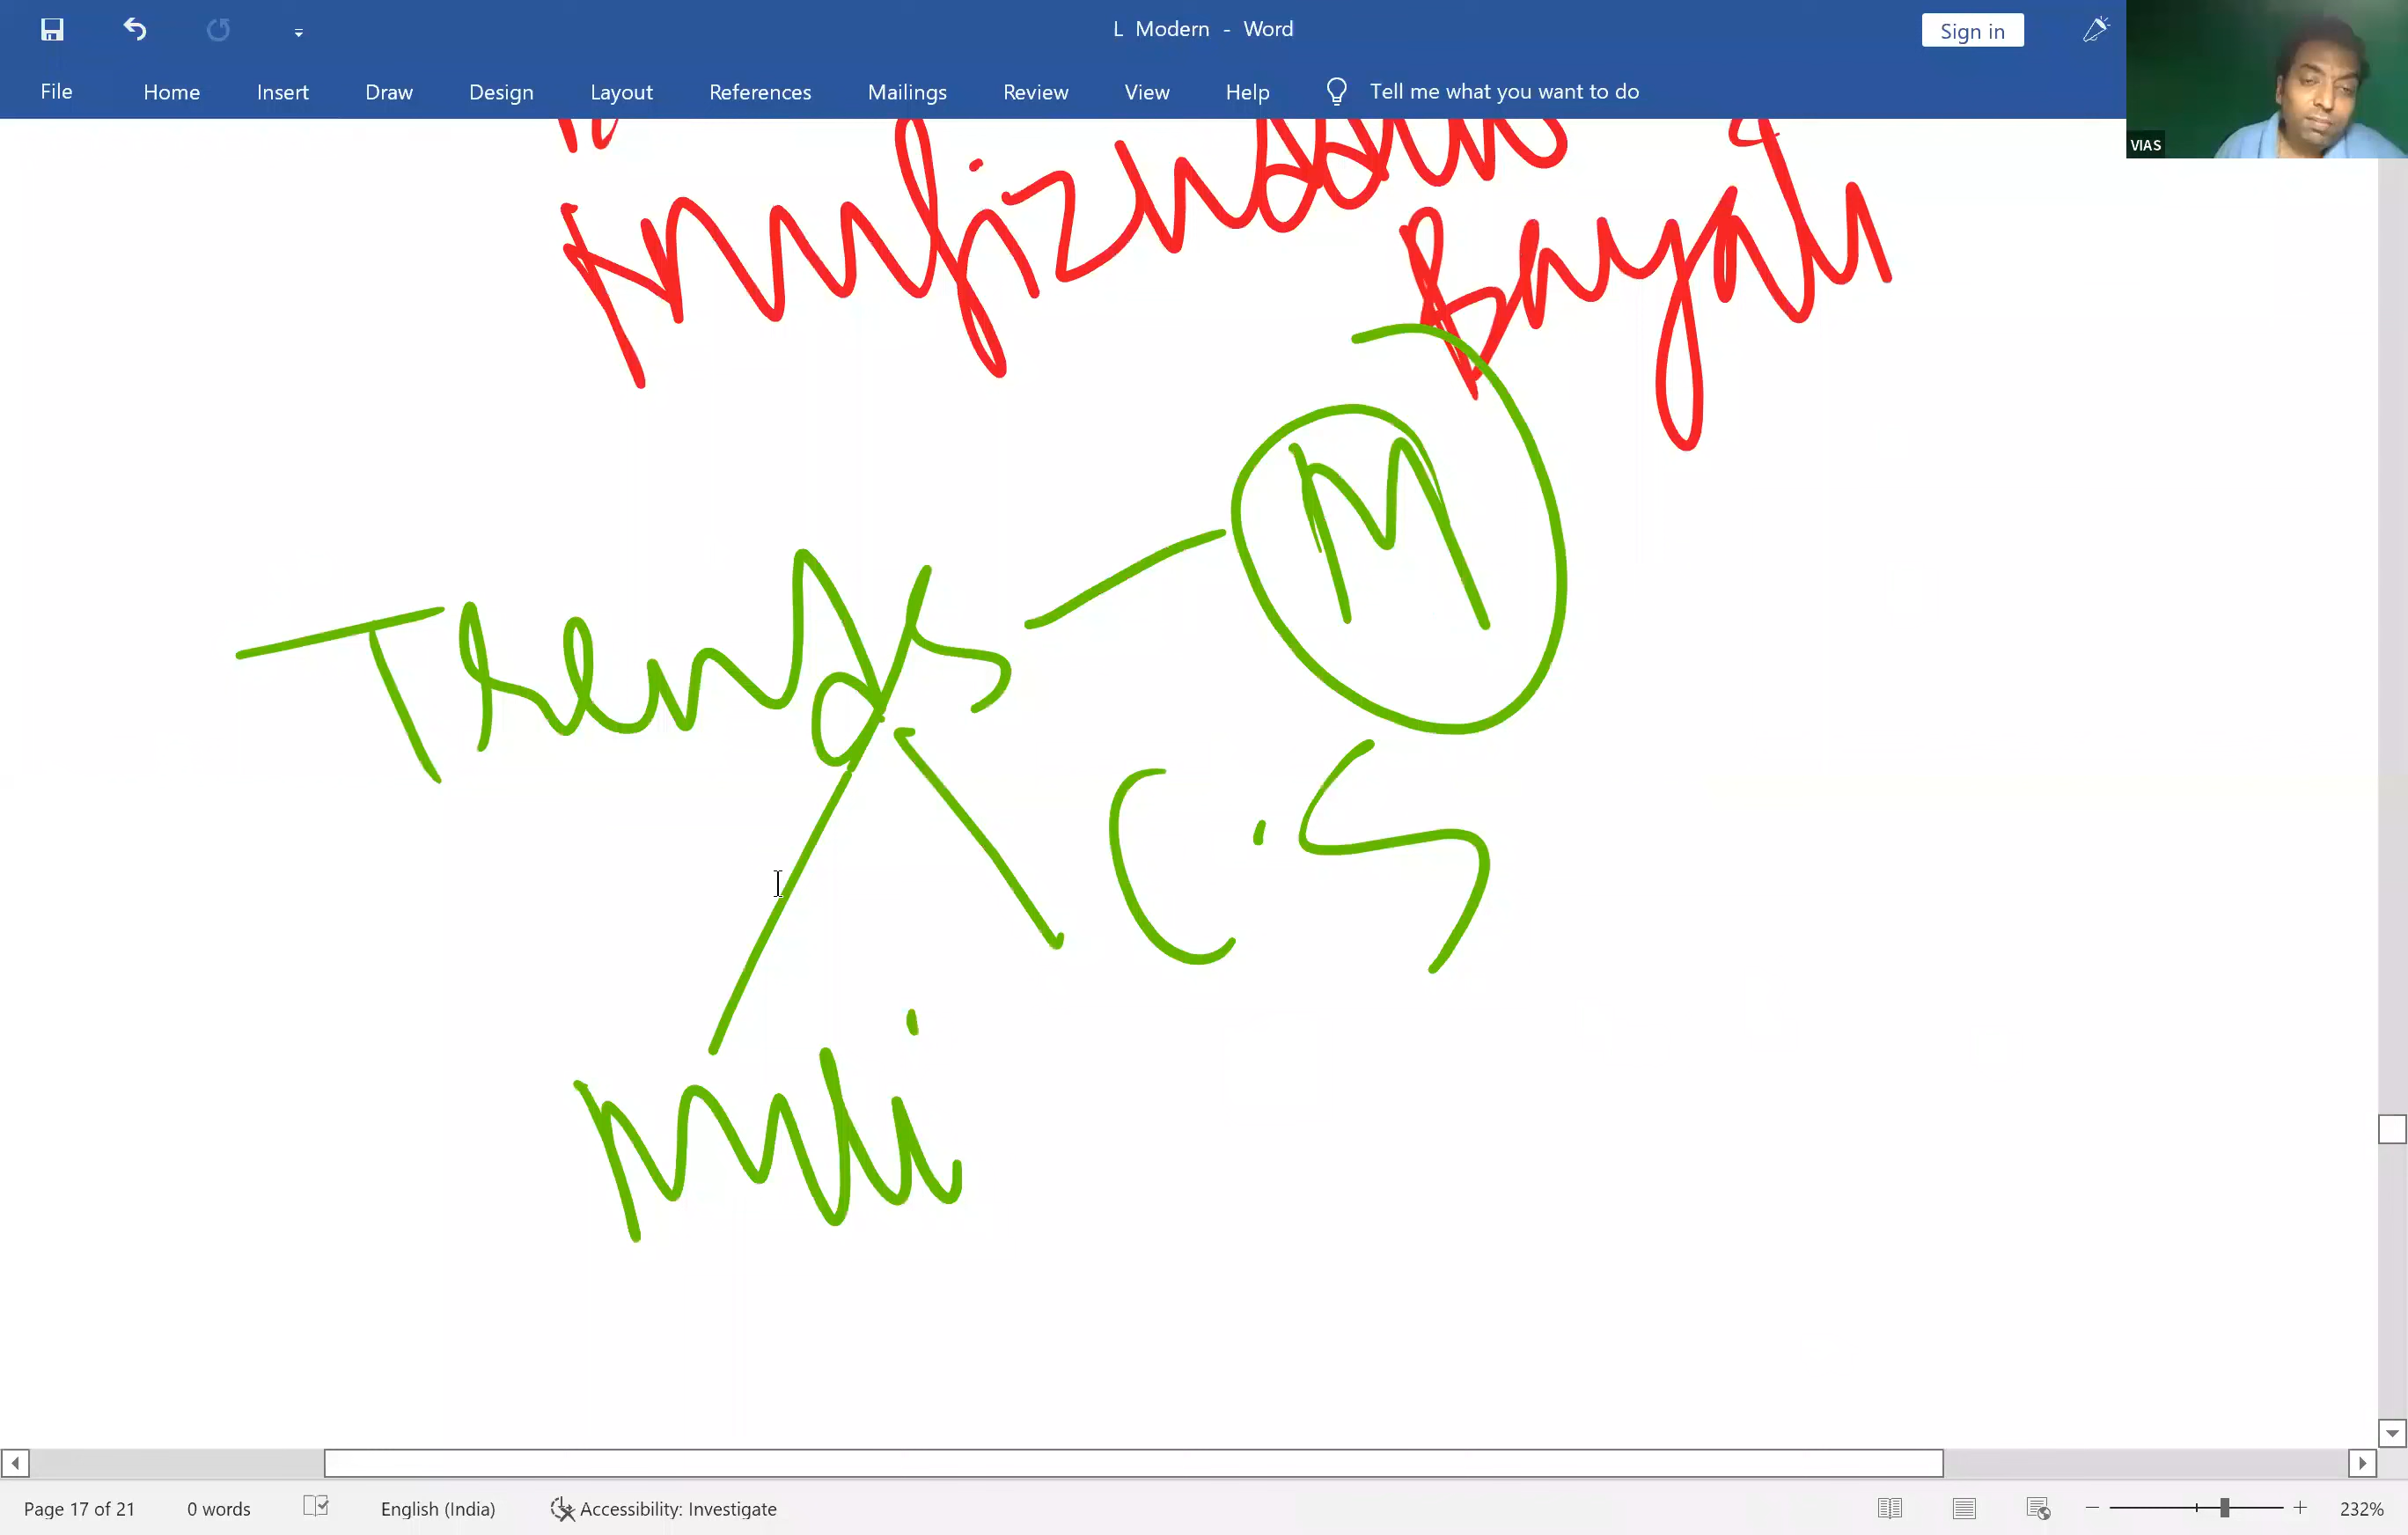 L Modern - Word
Sign in
File Home Insert Draw Design Layout References Mailings Review View Help Tell me what you want to do
VIAS
Trends
M
C.S
Page 17 of 21 0 words English (India) Accessibility: Investigate 232%